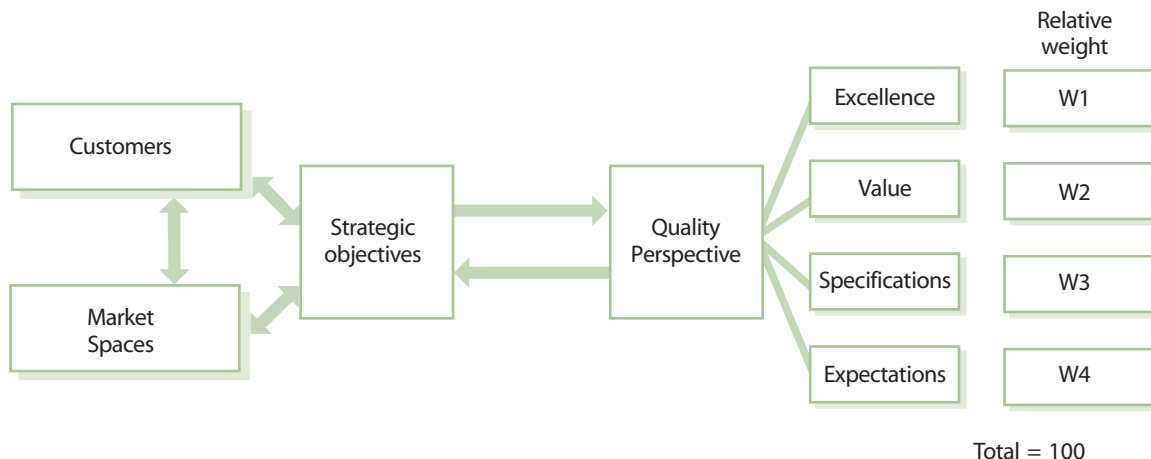 Relative
weight
Customers
Market
Spaces
Strategic
objectives
Quality
Perspective
Excellence
W1
Value
W2
Specifications
W3
Expectations
W4
Total = 100